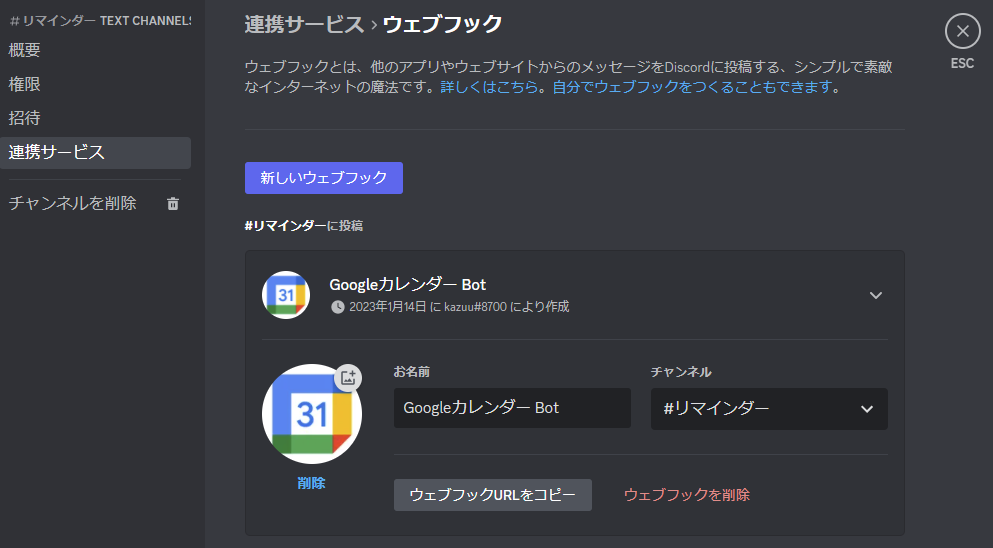 #リマインダー TEXT CHANNELS
概要
権限
招待
連携サービス
チャンネルを削除
連携サービス › ウェブフック
ESC
ウェブフックとは、他のアプリやウェブサイトからのメッセージをDiscordに投稿する、シンプルで素敵
なインターネットの魔法です。詳しくはこちら。自分でウェブフックをつくることもできます。
新しいウェブフック
#リマインダーに投稿
31
Googleカレンダー Bot
2023年1月14日 に kazuu#8700 により作成
31
削除
お名前
Googleカレンダー Bot
チャンネル
#リマインダー
ウェブフックURLをコピー
ウェブフックを削除